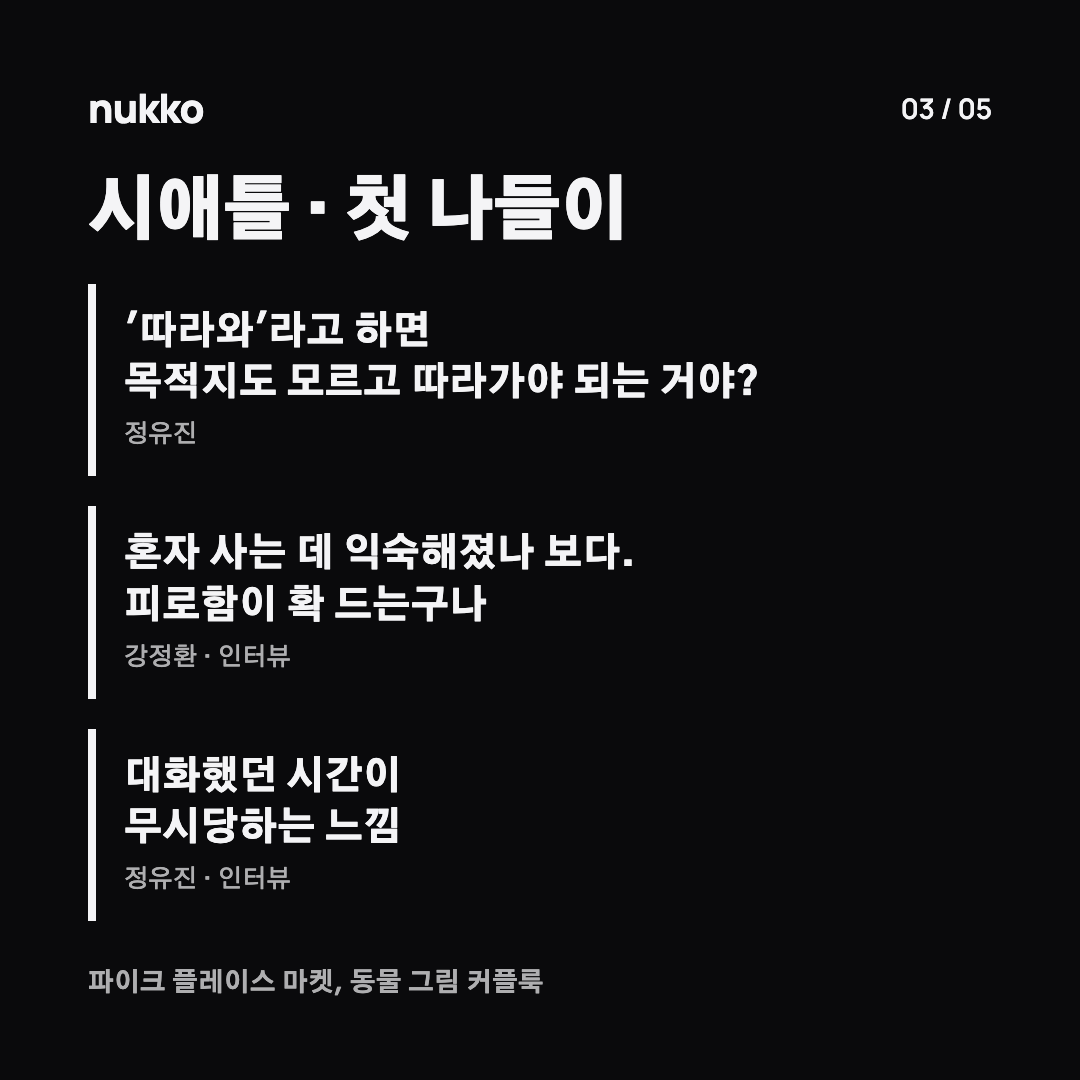 nukko
03 / 05
시애틀 · 첫 나들이
'따라와'라고 하면
목적지도 모르고 따라가야 되는 거야?
정유진
혼자 사는 데 익숙해졌나 보다.
피로함이 확 드는구나
강정환 · 인터뷰
대화했던 시간이
무시당하는 느낌
정유진 · 인터뷰
파이크 플레이스 마켓, 동물 그림 커플룩